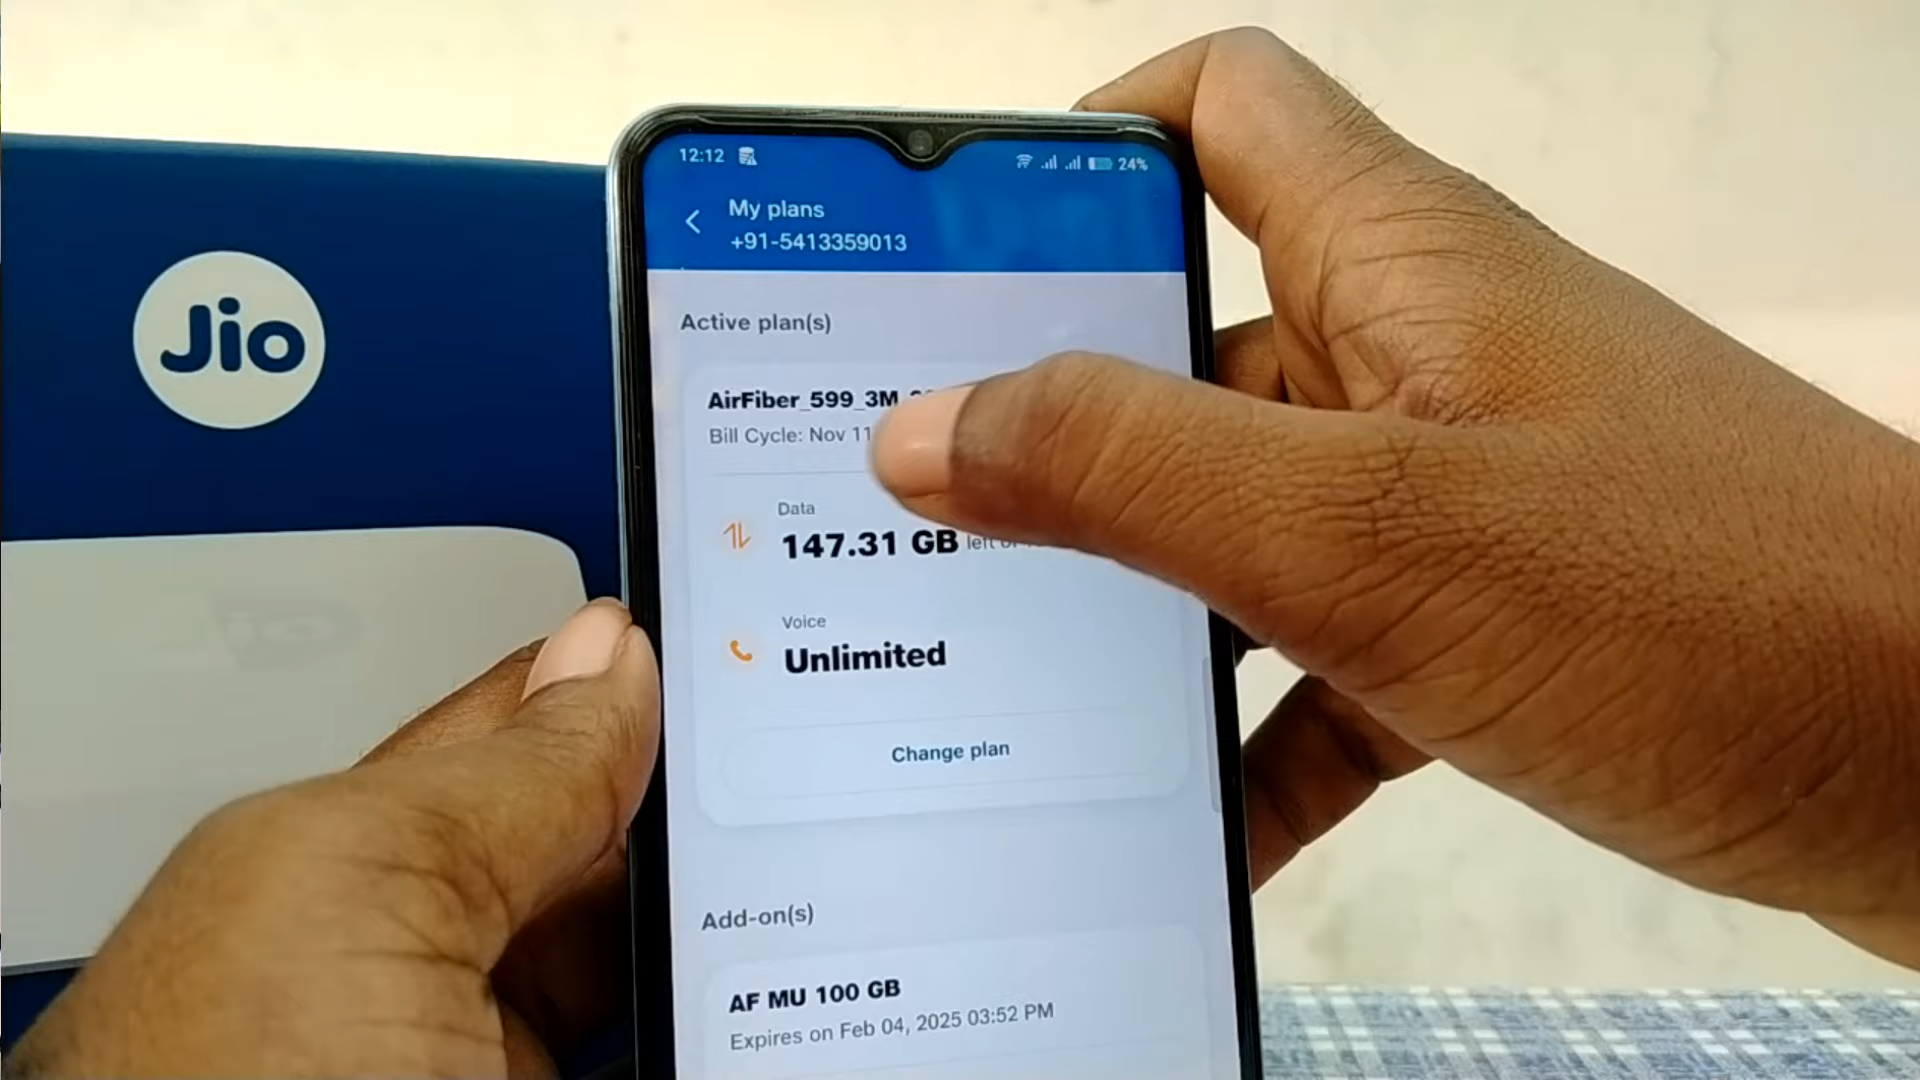 Jio
12:12
24%
My plans
+91-5413359013
Active plan(s)
AirFiber_599_3M
Bill Cycle: Nov 11
Data
147.31 GB left
Voice
Unlimited
Change plan
Add-on(s)
AF MU 100 GB
Expires on Feb 04, 2025 03:52 PM